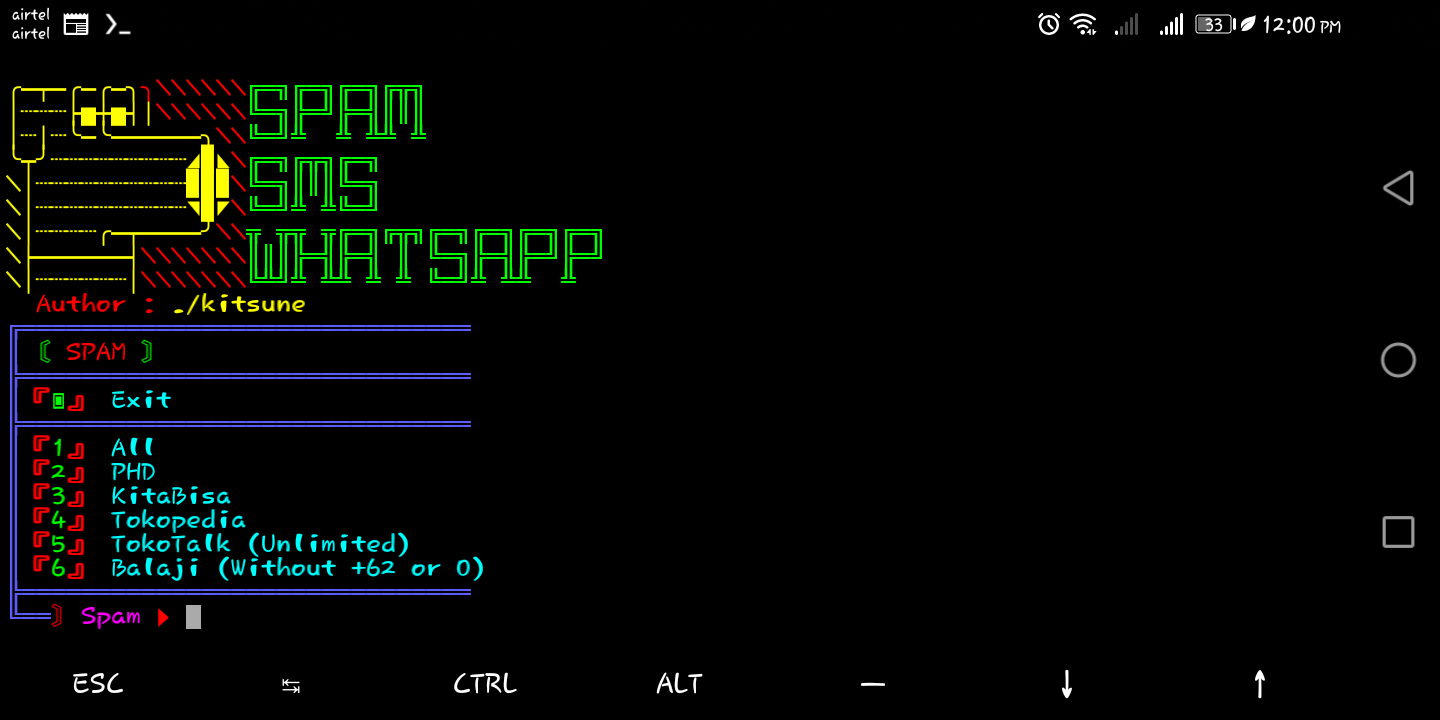 airtel
airtel
33
12:00 PM
SPAM
SMS
WHATSAPP
Author : ./kitsune
〘 SPAM 〙
『0』 Exit
『1』 All
『2』 PHD
『3』 KitaBisa
『4』 Tokopedia
『5』 TokoTalk (Unlimited)
『6』 Balaji (Without +62 or 0)
〙 Spam
ESC CTRL ALT — ↓ ↑